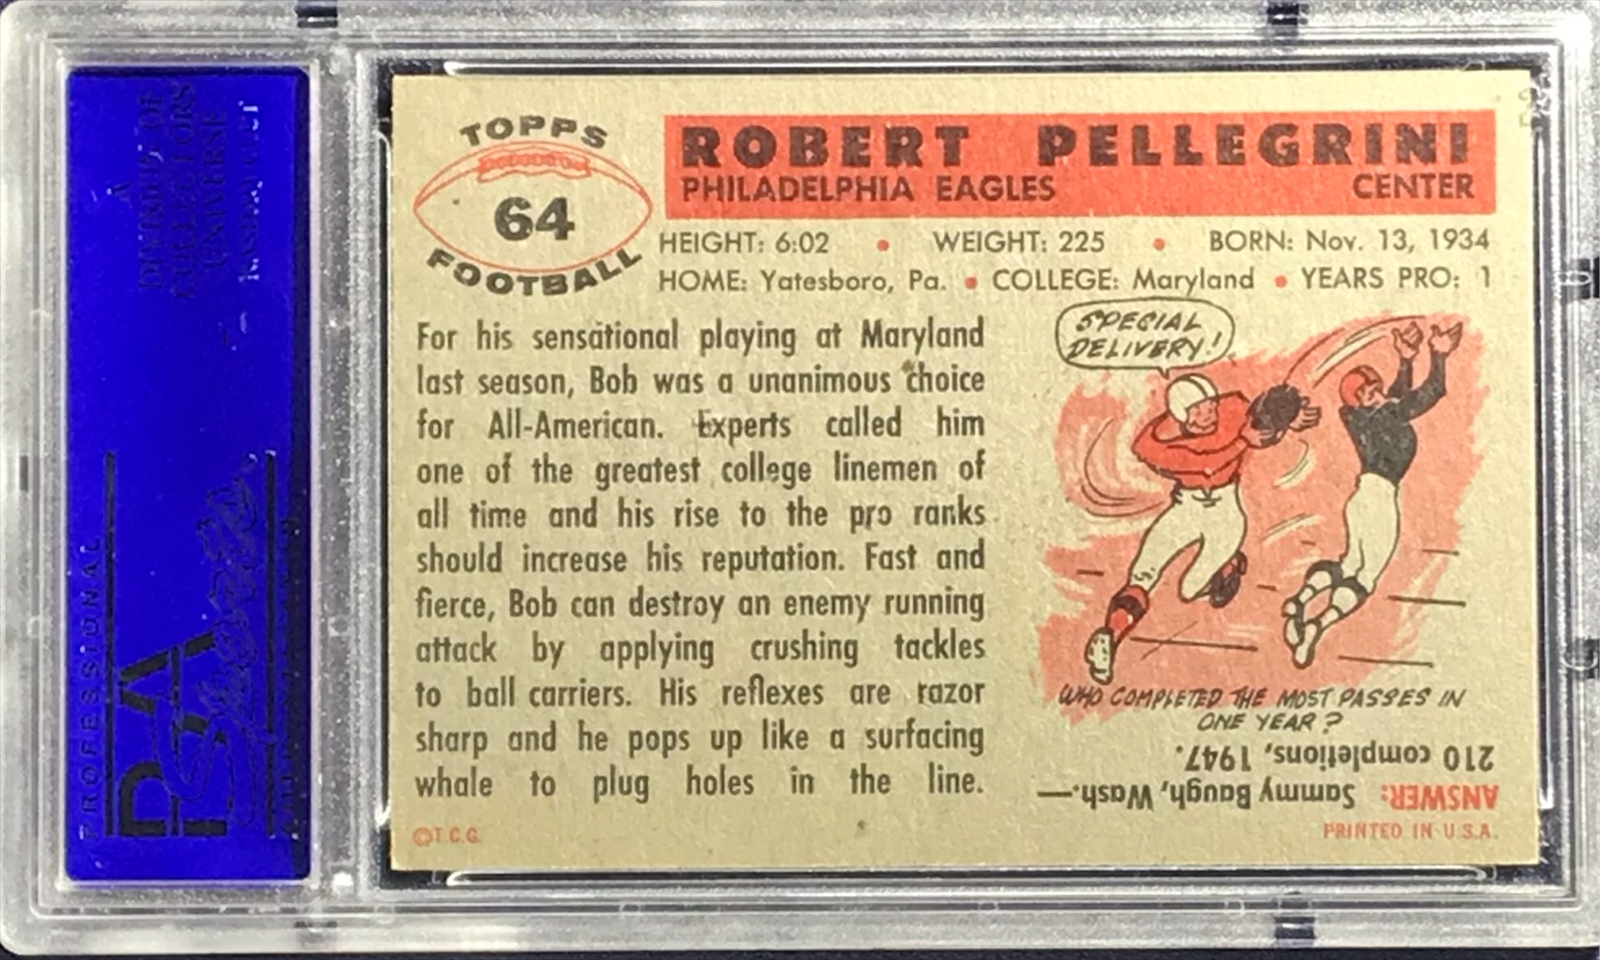 TOPPS
64
FOOTBALL
ROBERT PELLEGRINI
PHILADELPHIA EAGLES CENTER
HEIGHT: 6:02 • WEIGHT: 225 • BORN: Nov. 13, 1934
HOME: Yatesboro, Pa. • COLLEGE: Maryland • YEARS PRO: 1
For his sensational playing at Maryland
last season, Bob was a unanimous choice
for All-American. Experts called him
one of the greatest college linemen of
all time and his rise to the pro ranks
should increase his reputation. Fast and
fierce, Bob can destroy an enemy running
attack by applying crushing tackles
to ball carriers. His reflexes are razor
sharp and he pops up like a surfacing
whale to plug holes in the line.
©T.C.G.
SPECIAL
DELIVERY!
WHO COMPLETED THE MOST PASSES IN
ONE YEAR?
ANSWER: Sammy Baugh, Wash.—
210 completions, 1947.
PRINTED IN U.S.A.
A
DIVISION OF
COLLECTORS
UNIVERSE
PROFESSIONAL
PSA